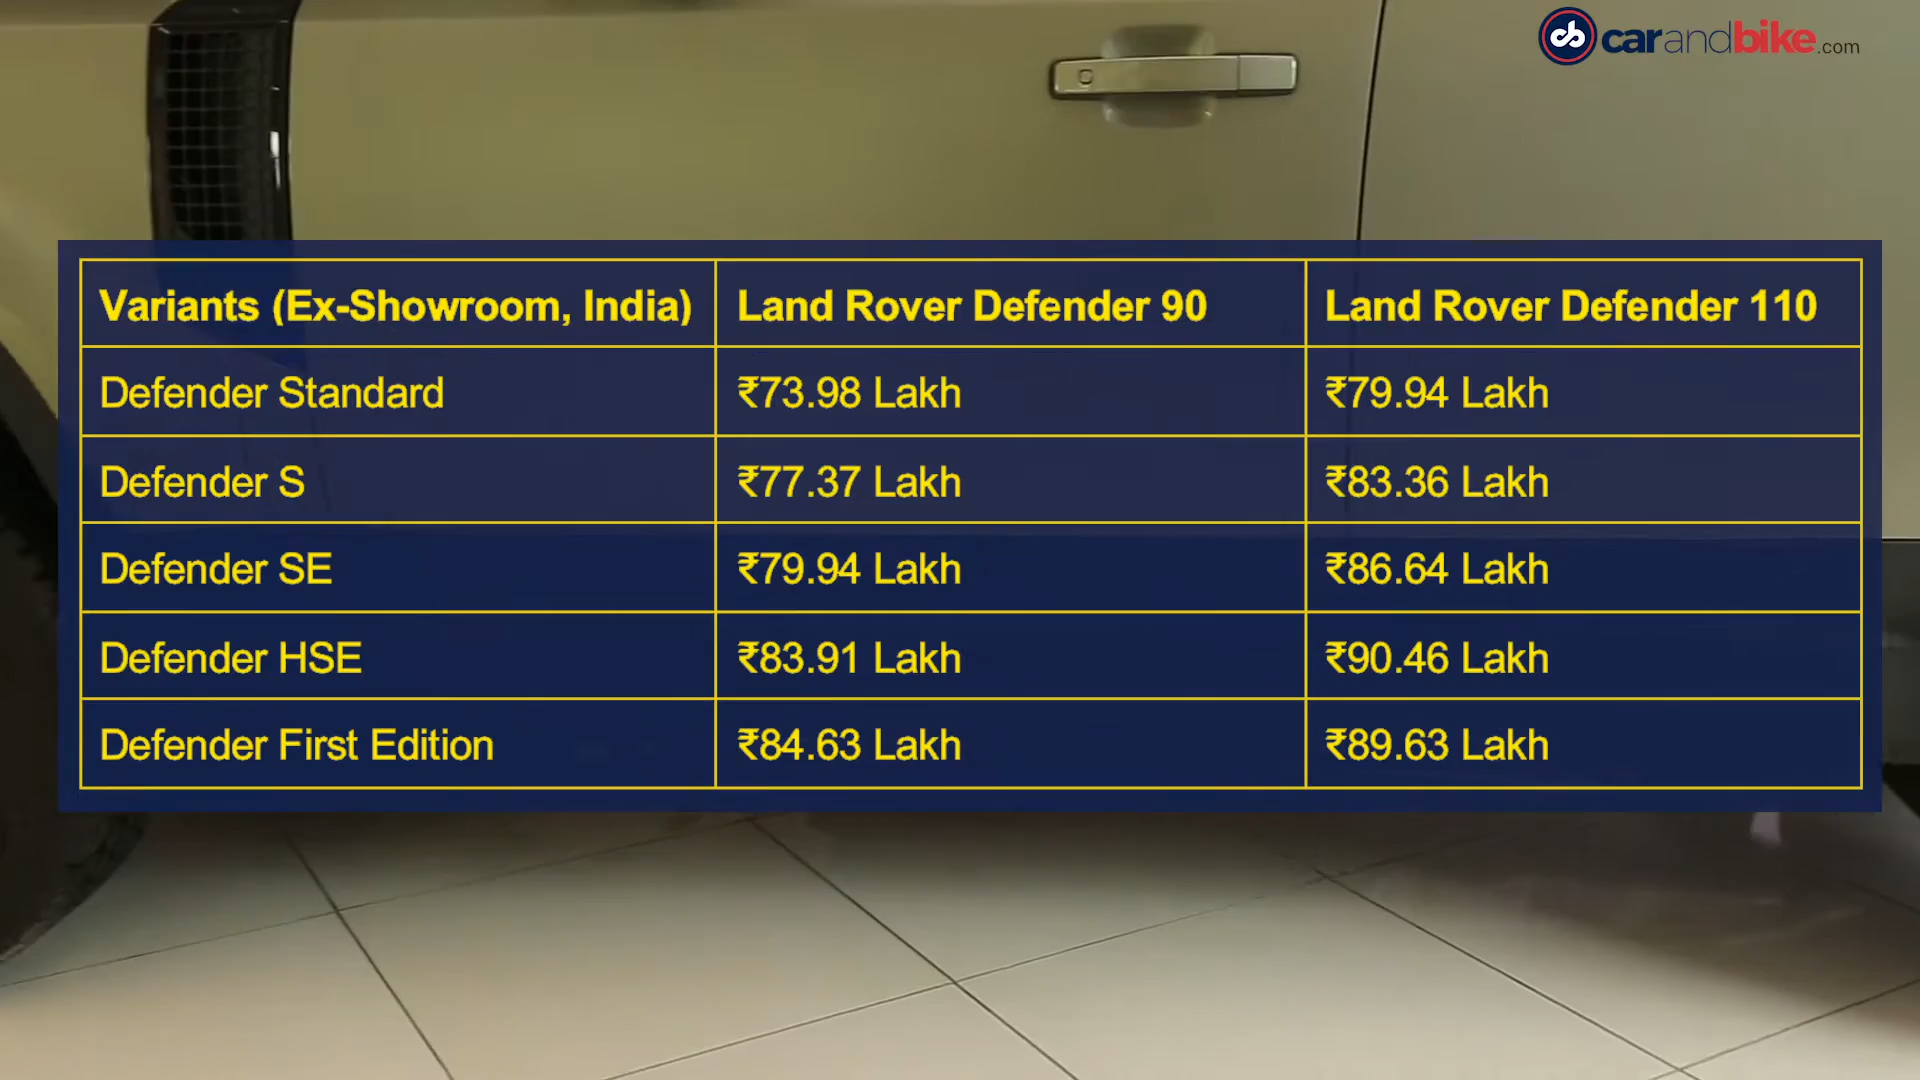 carandbike.com
Variants (Ex-Showroom, India) Land Rover Defender 90 Land Rover Defender 110
Defender Standard ₹73.98 Lakh ₹79.94 Lakh
Defender S ₹77.37 Lakh ₹83.36 Lakh
Defender SE ₹79.94 Lakh ₹86.64 Lakh
Defender HSE ₹83.91 Lakh ₹90.46 Lakh
Defender First Edition ₹84.63 Lakh ₹89.63 Lakh